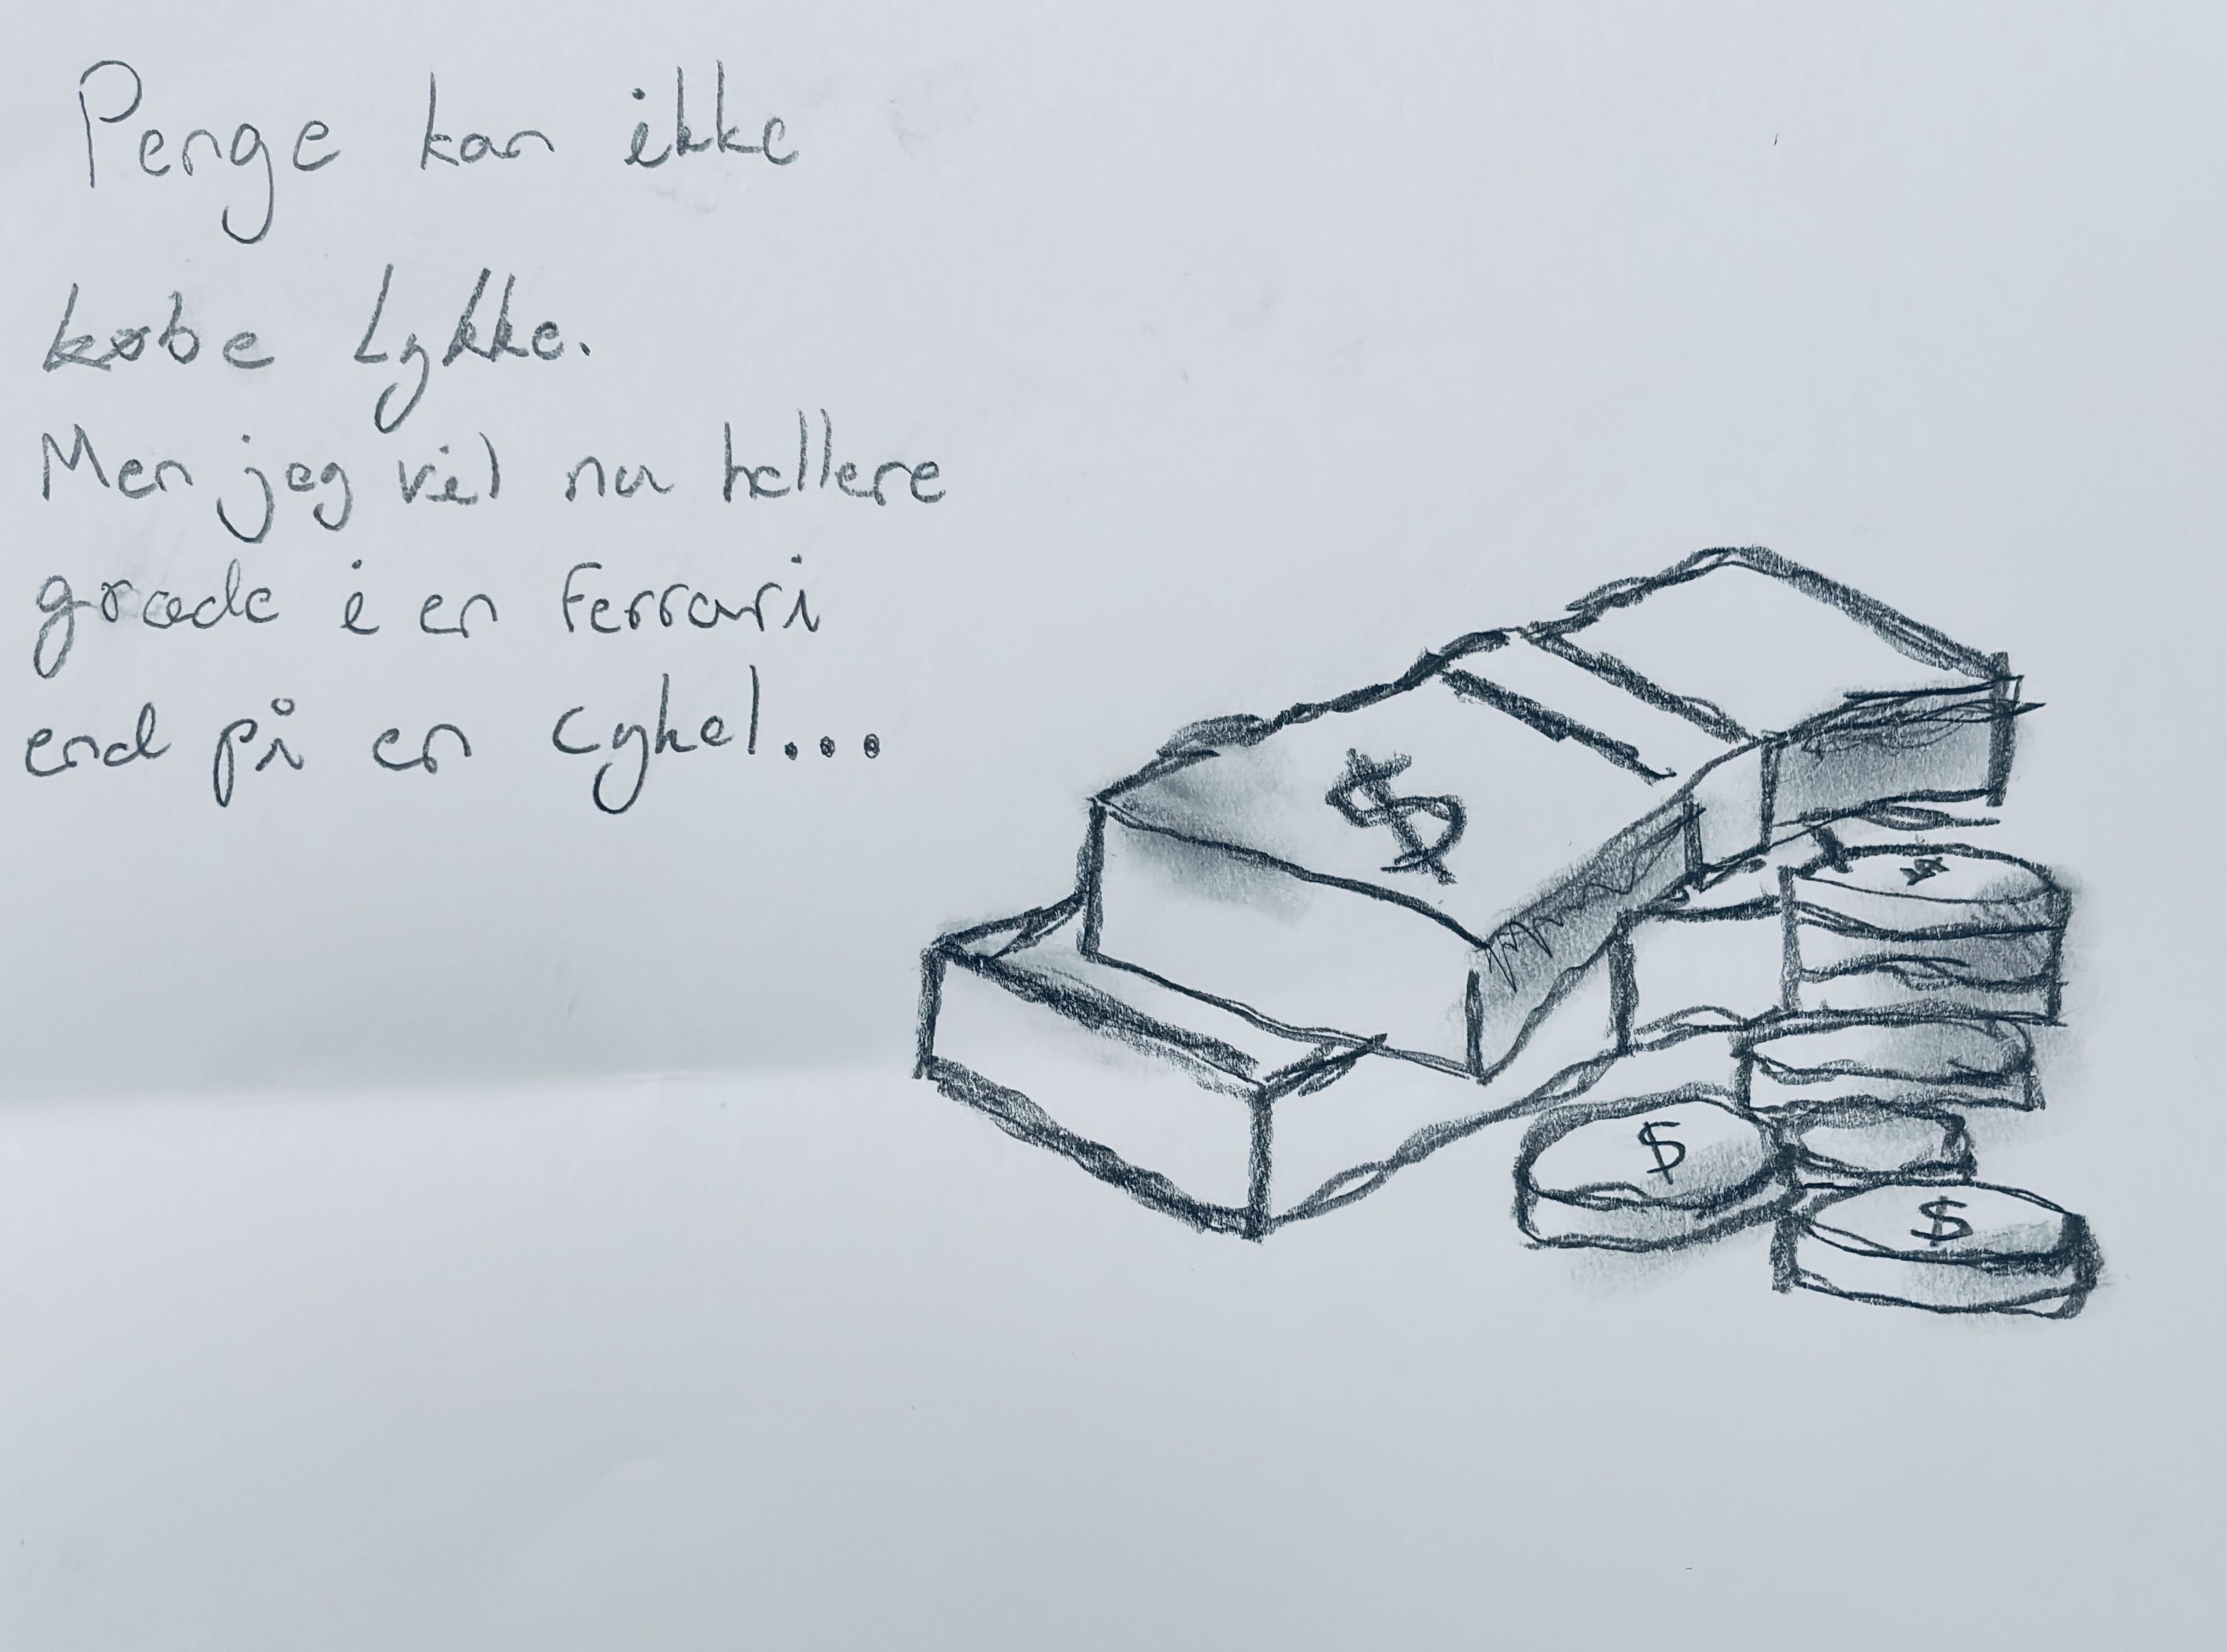 Penge kan ikke
købe Lykke.
Men jeg vil nu hellere
græde i en Ferrari
end på en Cykel...
$
$
$
$